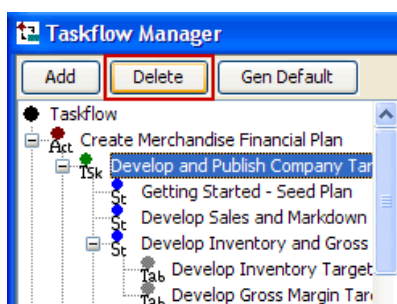 Taskflow Manager
Add Delete Gen Default
Taskflow
Act Create Merchandise Financial Plan
Tsk Develop and Publish Company Tar
St Getting Started - Seed Plan
St Develop Sales and Markdown
St Develop Inventory and Gross
Tab Develop Inventory Target
Tab Develop Gross Margin Tar